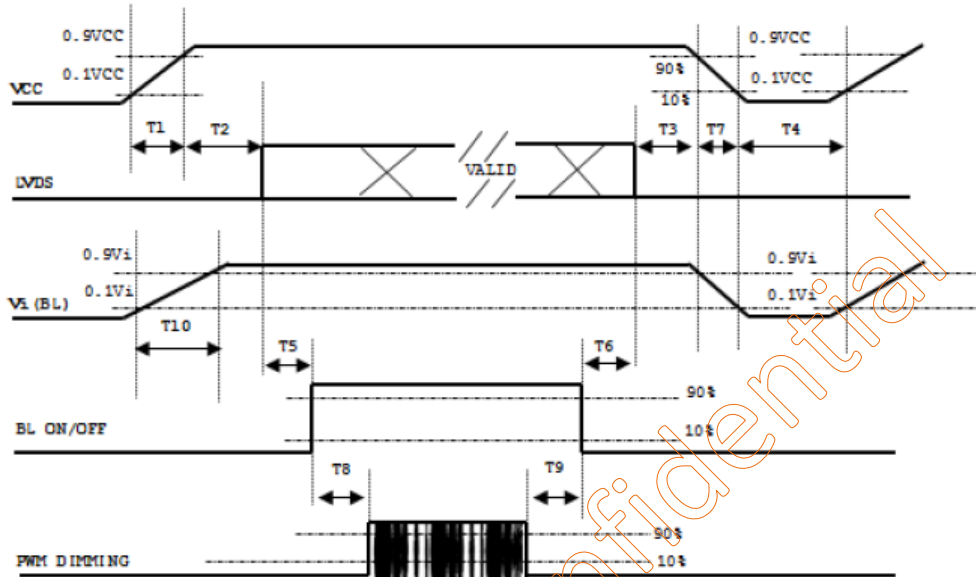 0.9VCC
0.1VCC
VCC
T1
T2
90%
10%
T3
T7
T4
0.9VCC
0.1VCC
LVDS
VALID
0.9Vi
0.1Vi
Vi(BL)
T10
0.9Vi
0.1Vi
T5
T6
90%
10%
BL ON/OFF
T8
T9
90%
10%
PWM DIMMING
onfidential